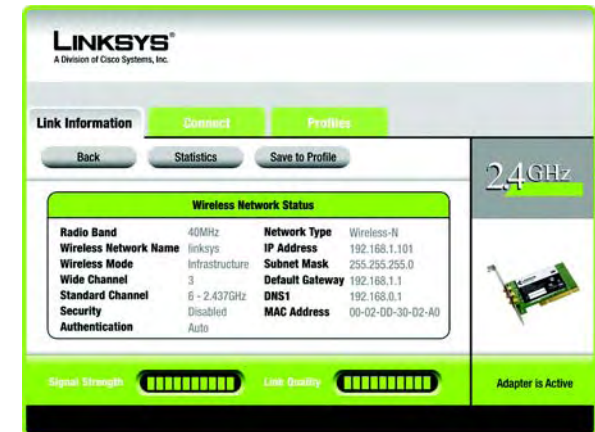 LINKSYS®
A Division of Cisco Systems, Inc.
Link Information Connect Profiles
Back Statistics Save to Profile
2.4GHz
Wireless Network Status
Radio Band 40MHz Network Type Wireless-N
Wireless Network Name linksys IP Address 192.168.1.101
Wireless Mode Infrastructure Subnet Mask 255.255.255.0
Wide Channel 3 Default Gateway 192.168.1.1
Standard Channel 6 - 2.437GHz DNS1 192.168.0.1
Security Disabled MAC Address 00-02-DD-30-D2-A0
Authentication Auto
Signal Strength Link Quality Adapter is Active